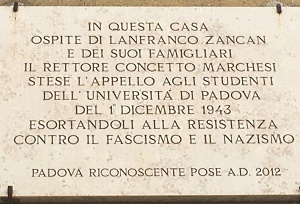 IN QUESTA CASA
OSPITE DI LANFRANCO ZANCAN
E DEI SUOI FAMIGLIARI
IL RETTORE CONCETTO MARCHESI
STESE L'APPELLO AGLI STUDENTI
DELL'UNIVERSITÁ DI PADOVA
DEL 1° DICEMBRE 1943
ESORTANDOLI ALLA RESISTENZA
CONTRO IL FASCISMO E IL NAZISMO
PADOVA RICONOSCENTE POSE A.D. 2012